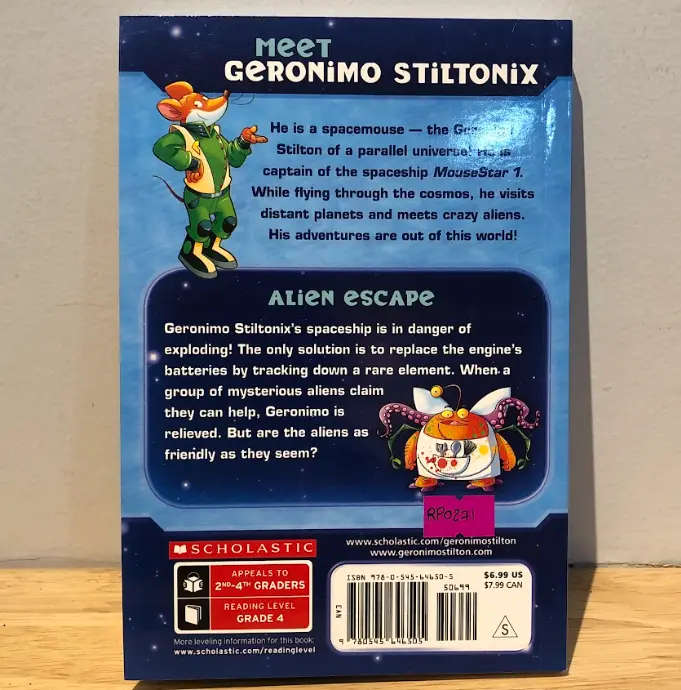 MEET
GERONIMO STILTONIX
He is a spacemouse — the
Stilton of a parallel universe! He is
captain of the spaceship MouseStar 1.
While flying through the cosmos, he visits
distant planets and meets crazy aliens.
His adventures are out of this world!
ALIEN ESCAPE
Geronimo Stiltonix's spaceship is in danger of
exploding! The only solution is to replace the engine's
batteries by tracking down a rare element. When a
group of mysterious aliens claim
they can help, Geronimo is
relieved. But are the aliens as
friendly as they seem?
RP0271
SCHOLASTIC
APPEALS TO
2ND-4TH GRADERS
READING LEVEL
GRADE 4
More leveling information for this book:
www.scholastic.com/readinglevel
www.scholastic.com/geronimostilton
www.geronimostilton.com
ISBN 978-0-545-64650-5
50699
EAN
9 780545 646505
$6.99 US
$7.99 CAN
S